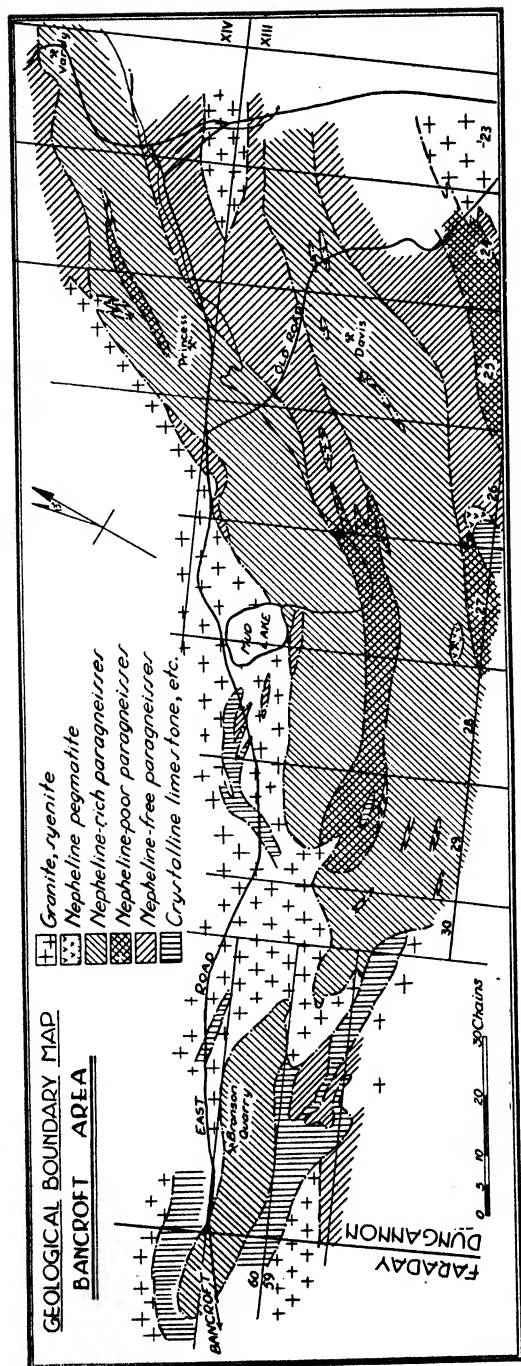 GEOLOGICAL BOUNDARY MAP
BANCROFT AREA
Granite, syenite
Nepheline pegmatite
Nepheline-rich paragneisses
Nepheline-poor paragneisses
Nepheline-free paragneisses
Crystalline limestone, etc.
13°
Vardy
XIV
XIII
Princess
OLD ROAD
Davis
23
24
25
26
27
28
29
30
MUD
LAKE
EAST
ROAD
Bronson
Quarry
BANCROFT
60
59
FARADAY
DUNGANNON
0 5 10 20 30 Chains